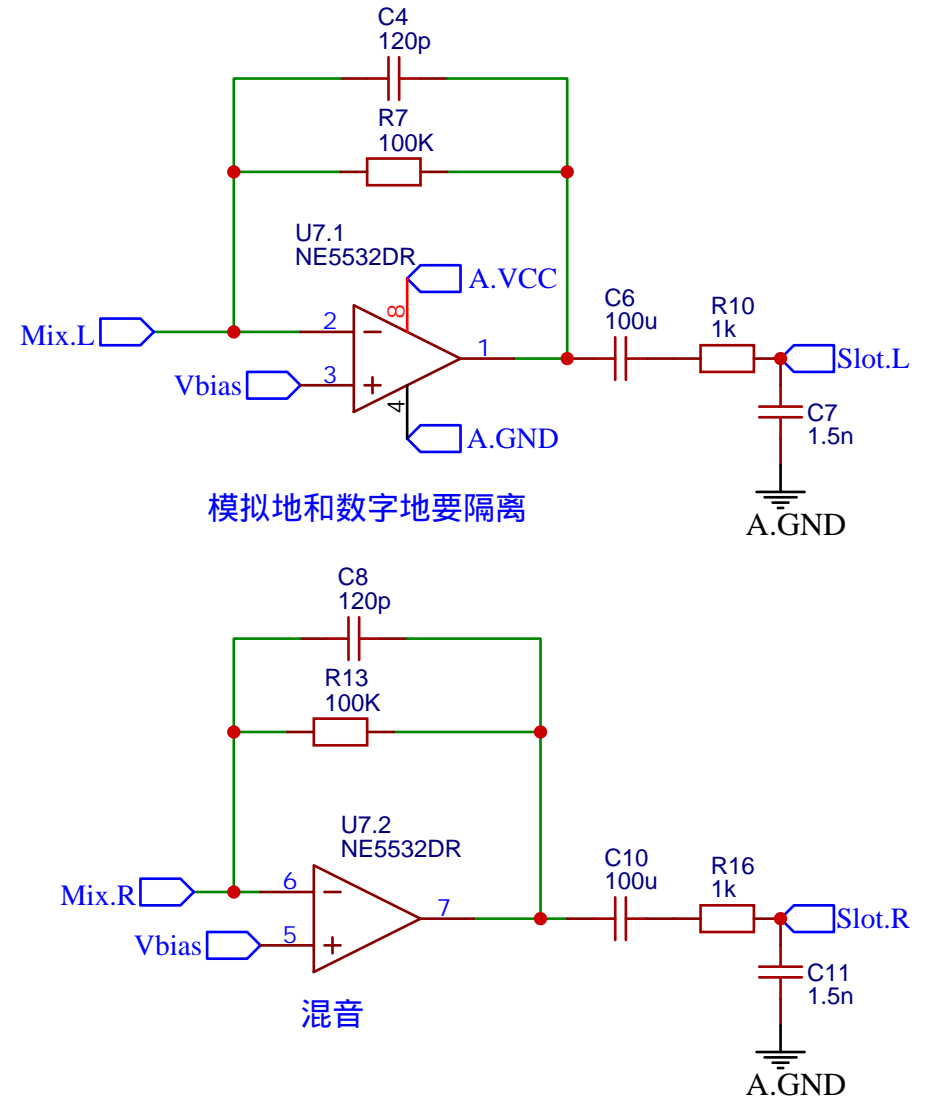 C4
120p
R7
100K
U7.1
NE5532DR
A.VCC
8
Mix.L
2
1
Vbias
3
4
A.GND
C6
100u
R10
1k
Slot.L
C7
1.5n
A.GND
模拟地和数字地要隔离
C8
120p
R13
100K
U7.2
NE5532DR
Mix.R
6
7
Vbias
5
C10
100u
R16
1k
Slot.R
C11
1.5n
A.GND
混音